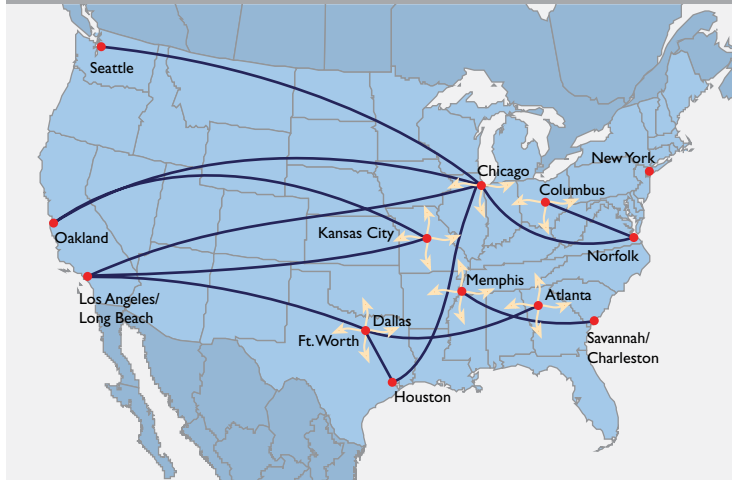 Seattle
Chicago
New York
Columbus
Kansas City
Oakland
Norfolk
Memphis
Los Angeles/
Long Beach
Atlanta
Dallas
Ft. Worth
Savannah/
Charleston
Houston